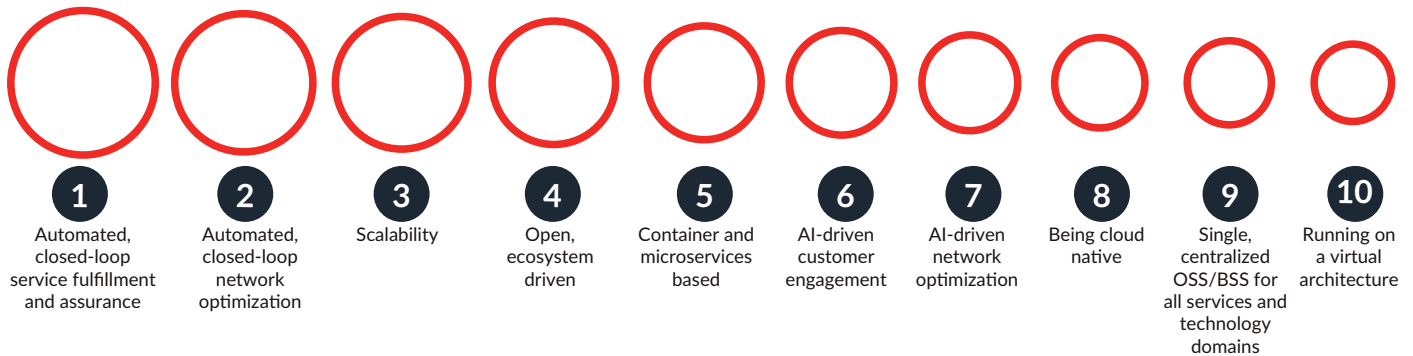 1
Automated,
closed-loop
service fulfillment
and assurance
2
Automated,
closed-loop
network
optimization
3
Scalability
4
Open,
ecosystem
driven
5
Container and
microservices
based
6
AI-driven
customer
engagement
7
AI-driven
network
optimization
8
Being cloud
native
9
Single,
centralized
OSS/BSS for
all services and
technology
domains
10
Running on
a virtual
architecture